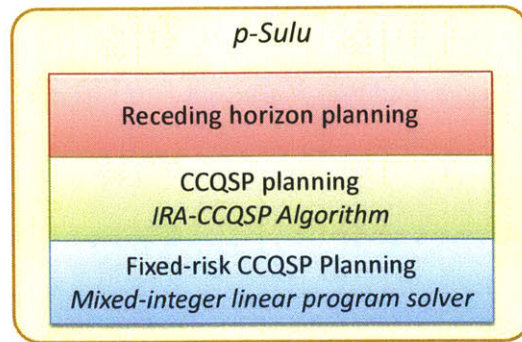 p-Sulu
Receding horizon planning
CCQSP planning
IRA-CCQSP Algorithm
Fixed-risk CCQSP Planning
Mixed-integer linear program solver